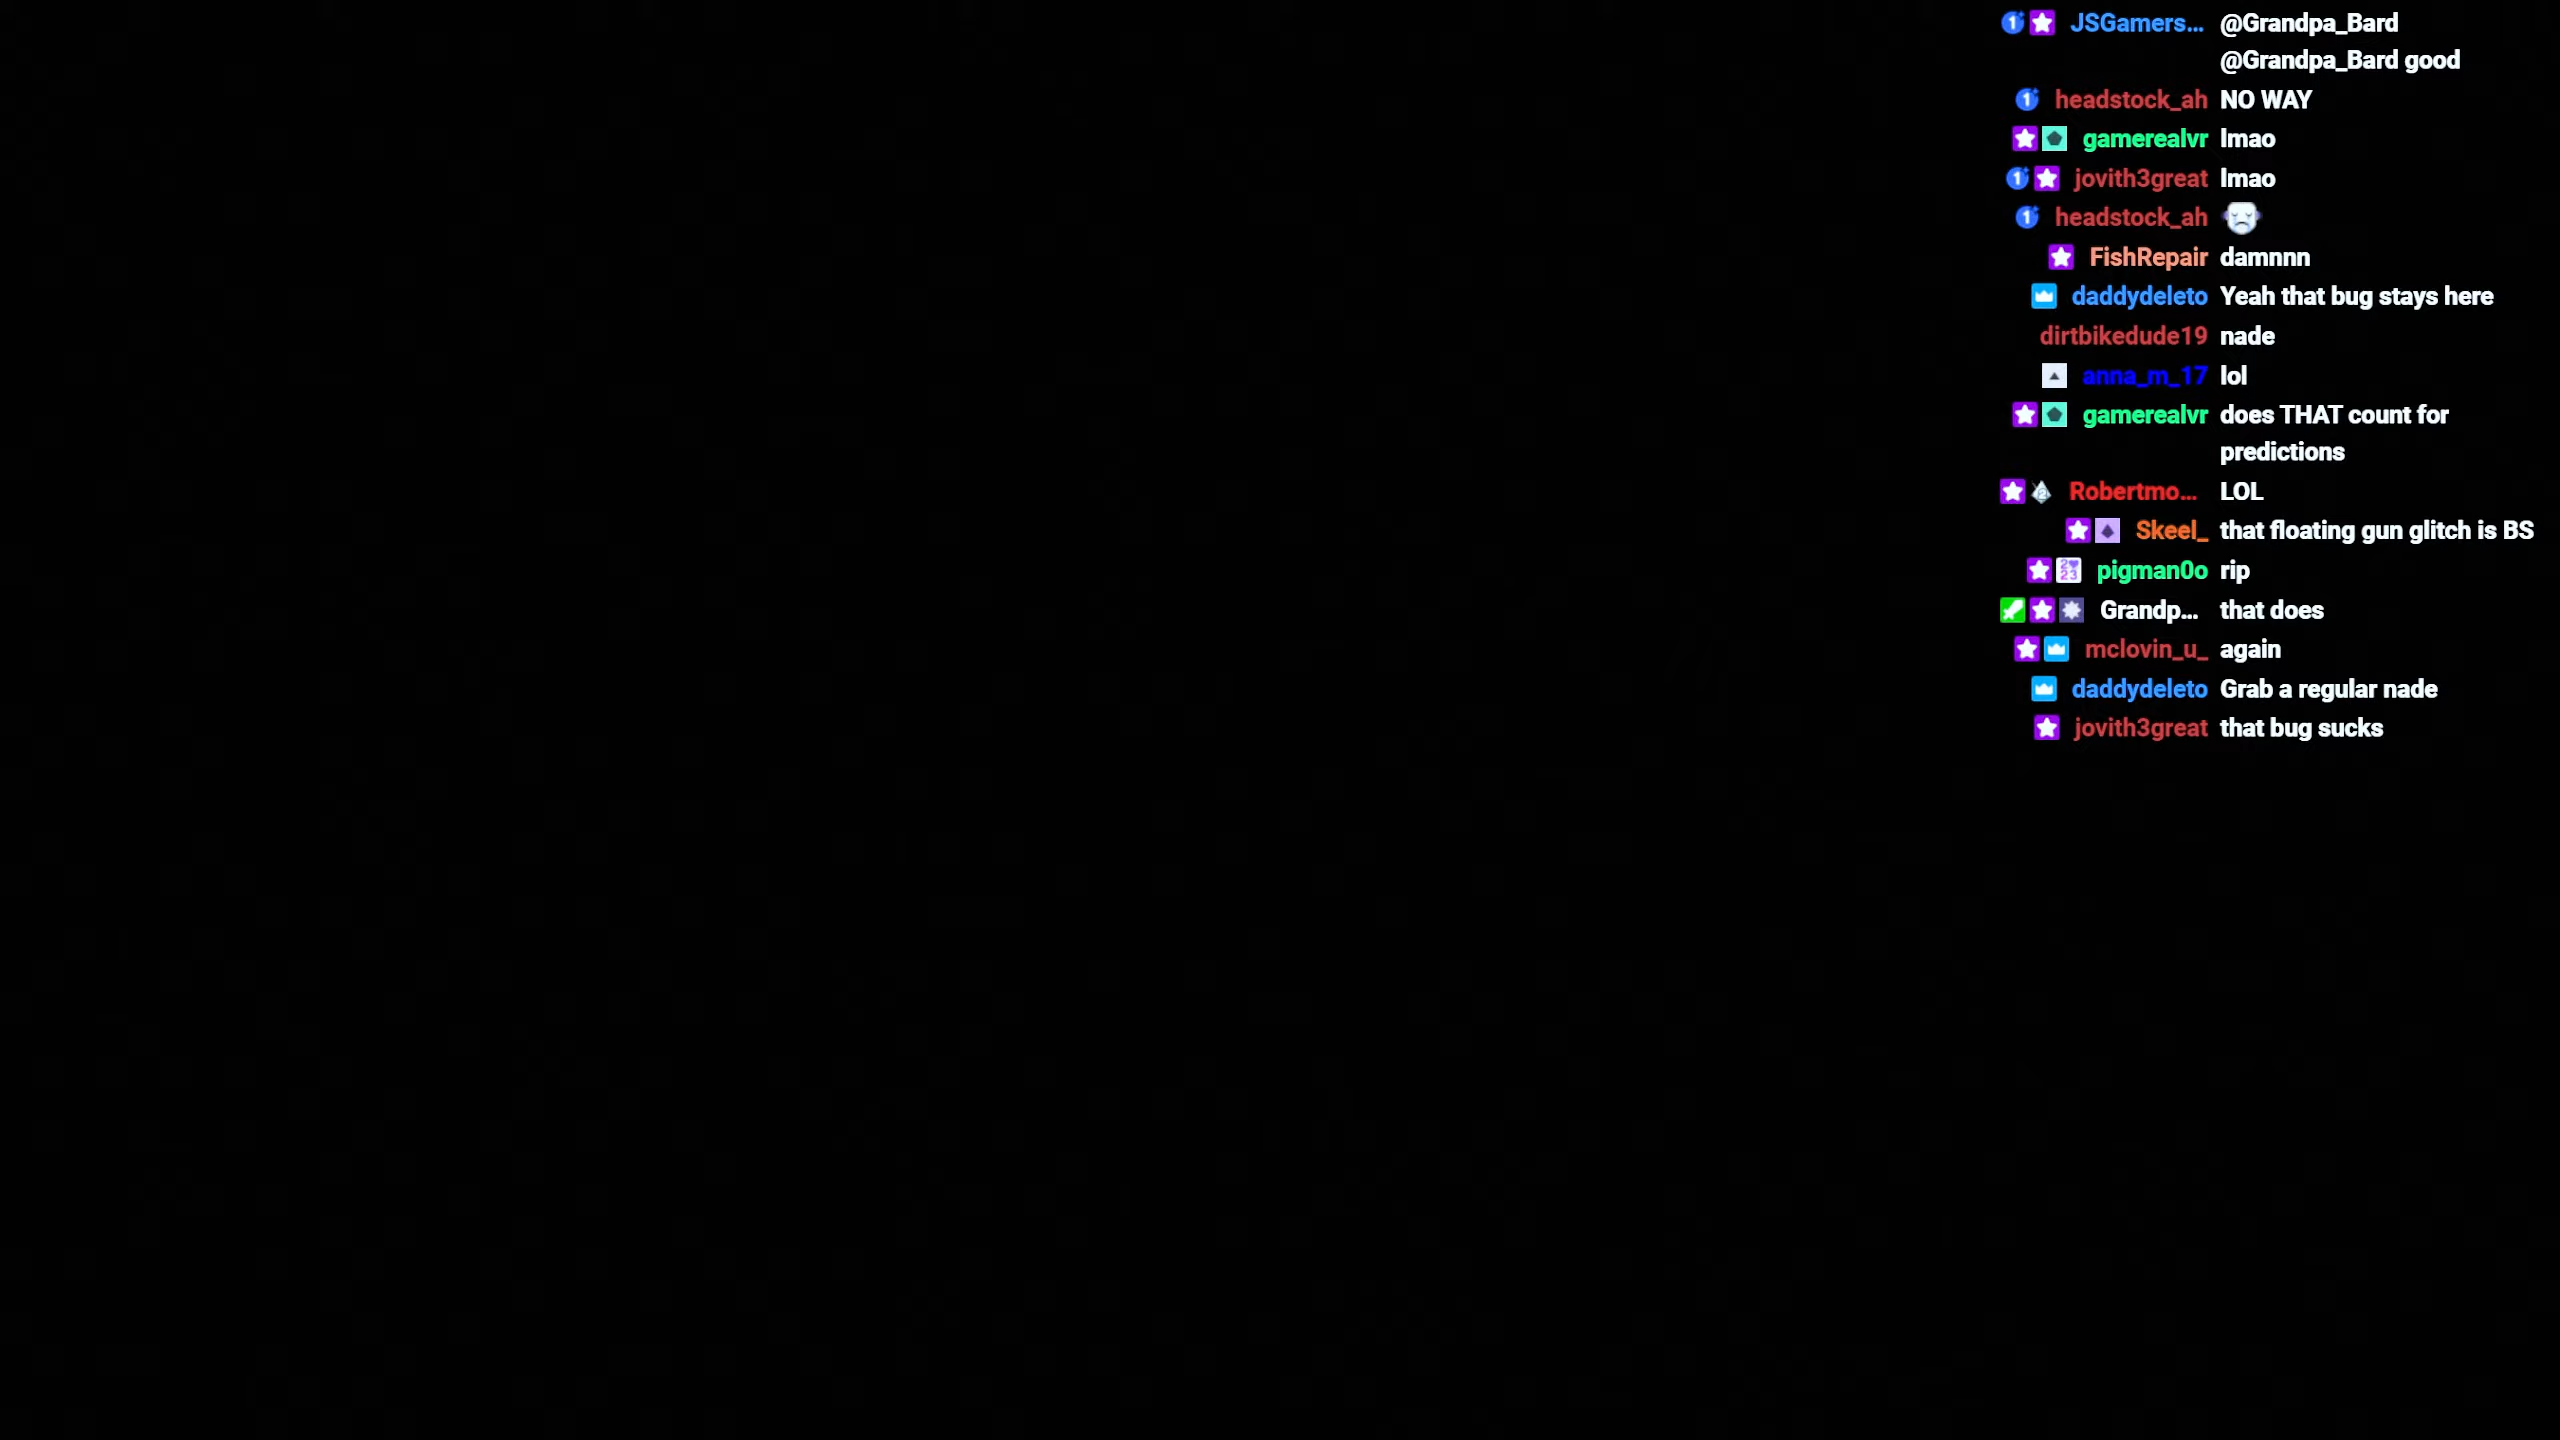 JSGamers... @Grandpa_Bard
@Grandpa_Bard good
headstock_ah NO WAY
gamerealvr lmao
jovith3great lmao
headstock_ah
FishRepair damnnn
daddydeleto Yeah that bug stays here
dirtbikedude19 nade
anna_m_17 lol
gamerealvr does THAT count for
predictions
Robertmo... LOL
Skeel_ that floating gun glitch is BS
pigman0o rip
Grandp... that does
mclovin_u_ again
daddydeleto Grab a regular nade
jovith3great that bug sucks